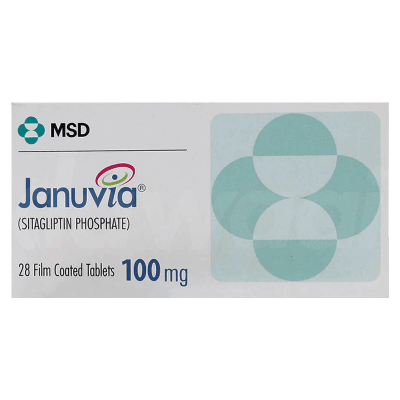 MSD
Januvia®
(SITAGLIPTIN PHOSPHATE)
28 Film Coated Tablets 100 mg